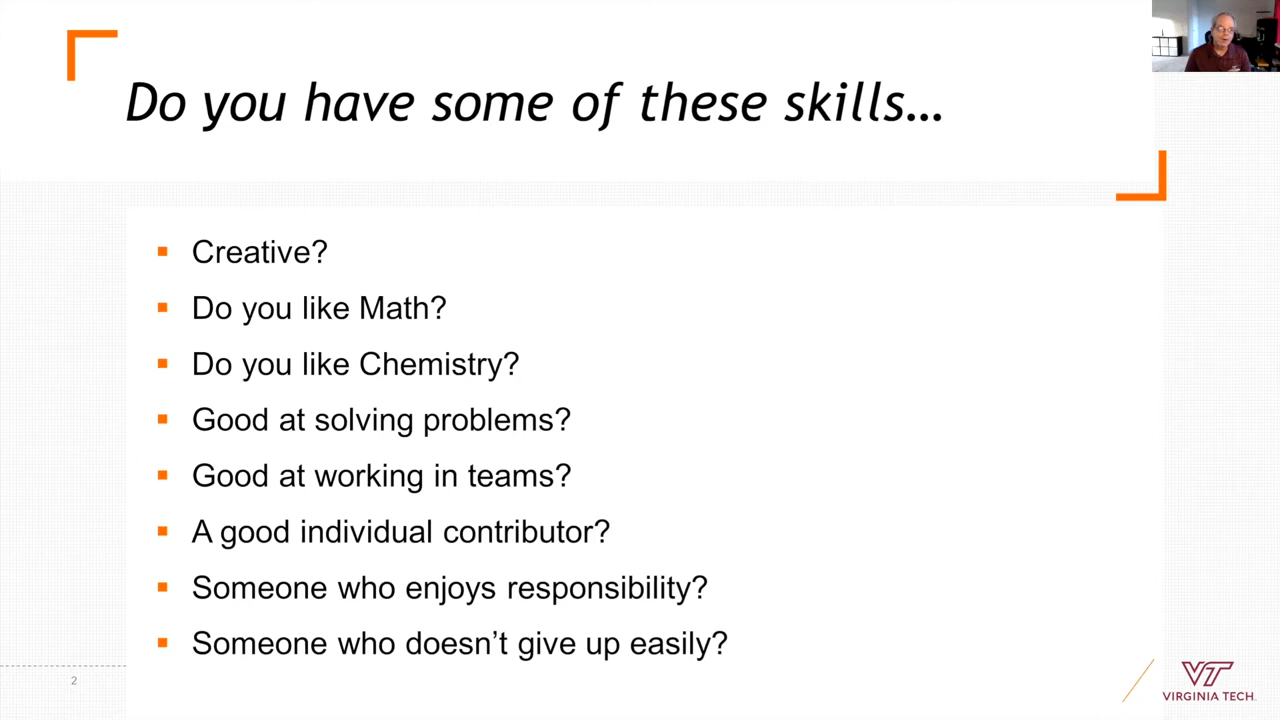 Do you have some of these skills…
Creative?
Do you like Math?
Do you like Chemistry?
Good at solving problems?
Good at working in teams?
A good individual contributor?
Someone who enjoys responsibility?
Someone who doesn’t give up easily?
2
VT
VIRGINIA TECH.